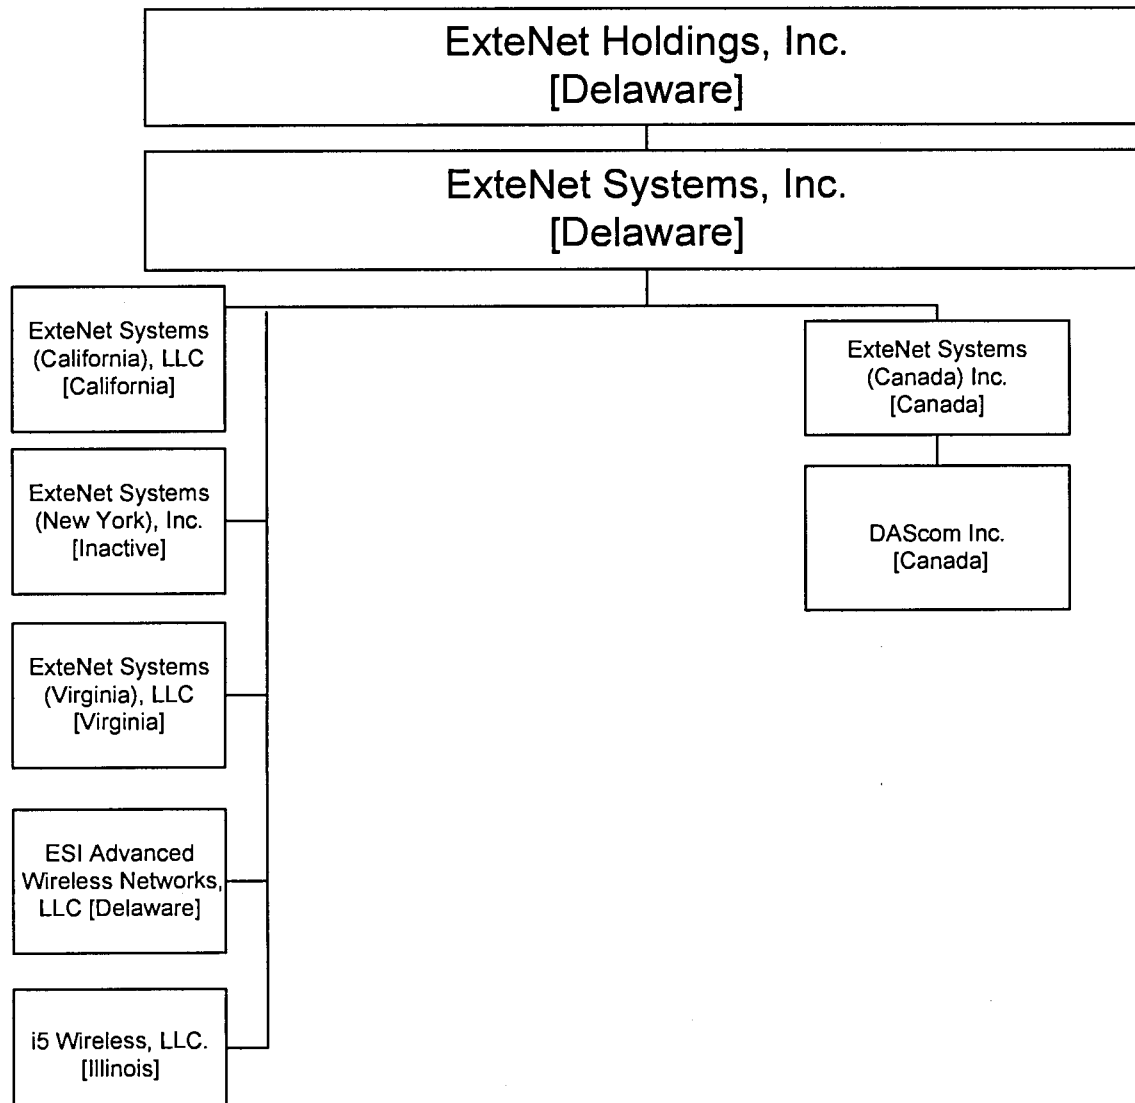 ExteNet Holdings, Inc.
[Delaware]
ExteNet Systems, Inc.
[Delaware]
ExteNet Systems
(California), LLC
[California]
ExteNet Systems
(New York), Inc.
[Inactive]
ExteNet Systems
(Virginia), LLC
[Virginia]
ESI Advanced
Wireless Networks,
LLC [Delaware]
i5 Wireless, LLC.
[Illinois]
ExteNet Systems
(Canada) Inc.
[Canada]
DAScom Inc.
[Canada]